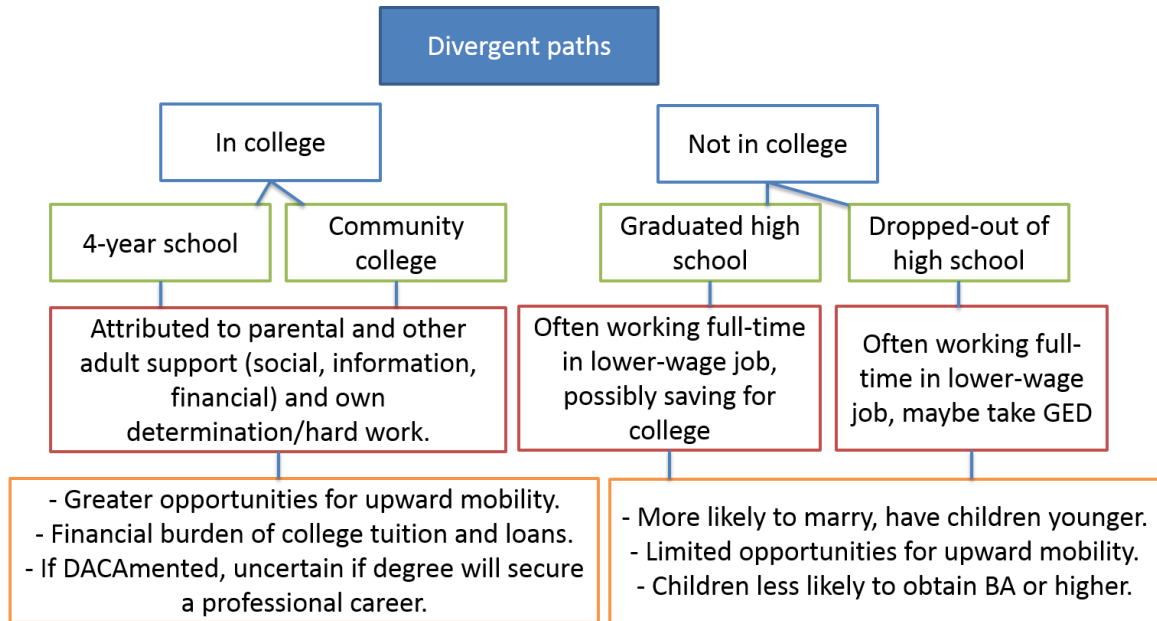 Divergent paths
In college
Not in college
4-year school
Community
college
Graduated high
school
Dropped-out of
high school
Attributed to parental and other
adult support (social, information,
financial) and own
determination/hard work.
Often working full-time
in lower-wage job,
possibly saving for
college
Often working full-
time in lower-wage
job, maybe take GED
- Greater opportunities for upward mobility.
- Financial burden of college tuition and loans.
- If DACAmented, uncertain if degree will secure
a professional career.
- More likely to marry, have children younger.
- Limited opportunities for upward mobility.
- Children less likely to obtain BA or higher.